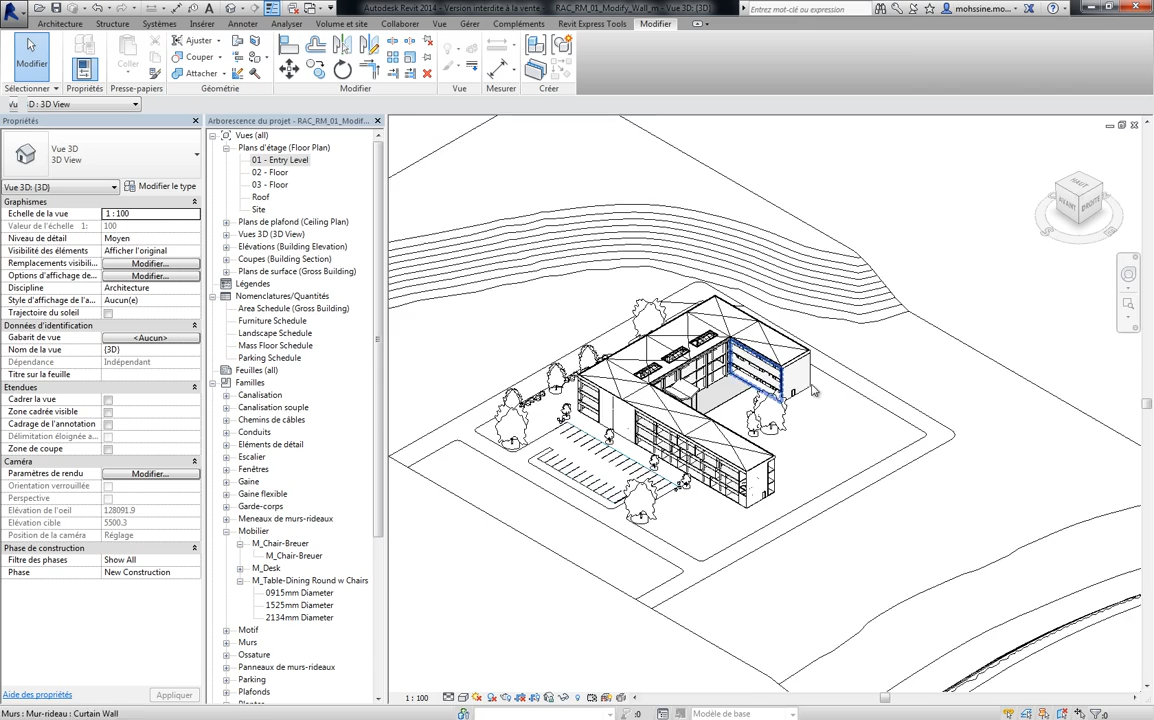 Autodesk Revit 2014 - Version interdite à la vente -
RAC_RM_01_Modify_Wall_m - Vue 3D: {3D}
Entrez mot-clé ou expression
mohssine.mo...
Architecture
Structure
Systèmes
Insérer
Annoter
Analyser
Volume et site
Collaborer
Vue
Gérer
Compléments
Revit Express Tools
Modifier
Modifier
Coller
Ajuster
Couper
Attacher
Sélectionner
Propriétés
Presse-papiers
Géométrie
Modifier
Vue
Mesurer
Créer
Vu
D : 3D View
Propriétés
Vue 3D
3D View
Vue 3D: {3D}
Modifier le type
Graphismes
Echelle de la vue
1 : 100
Valeur de l'échelle 1:
100
Niveau de détail
Moyen
Visibilité des éléments
Afficher l'original
Remplacements visibili...
Modifier...
Options d'affichage de...
Modifier...
Discipline
Architecture
Style d'affichage de l'a...
Aucun(e)
Trajectoire du soleil
Données d'identification
Gabarit de vue
<Aucun>
Nom de la vue
{3D}
Dépendance
Indépendant
Titre sur la feuille
Etendues
Cadrer la vue
Zone cadrée visible
Cadrage de l'annotation
Délimitation éloignée a...
Zone de coupe
Caméra
Paramètres de rendu
Modifier...
Orientation verrouillée
Perspective
Elévation de l'oeil
128091.9
Elévation cible
5500.3
Position de la caméra
Réglage
Phase de construction
Filtre des phases
Show All
Phase
New Construction
Aide des propriétés
Appliquer
Arborescence du projet - RAC_RM_01_Modif...
Vues (all)
Plans d'étage (Floor Plan)
01 - Entry Level
02 - Floor
03 - Floor
Roof
Site
Plans de plafond (Ceiling Plan)
Vues 3D (3D View)
Elévations (Building Elevation)
Coupes (Building Section)
Plans de surface (Gross Building)
Légendes
Nomenclatures/Quantités
Area Schedule (Gross Building)
Furniture Schedule
Landscape Schedule
Mass Floor Schedule
Parking Schedule
Feuilles (all)
Familles
Canalisation
Canalisation souple
Chemins de câbles
Conduits
Eléments de détail
Escalier
Fenêtres
Gaine
Gaine flexible
Garde-corps
Meneaux de murs-rideaux
Mobilier
M_Chair-Breuer
M_Chair-Breuer
M_Desk
M_Table-Dining Round w Chairs
0915mm Diameter
1525mm Diameter
2134mm Diameter
Motif
Murs
Ossature
Panneaux de murs-rideaux
Parking
Plafonds
HAUT
AVANT
DROITE
1 : 100
Murs : Mur-rideau : Curtain Wall
:0
Modèle de base
:0